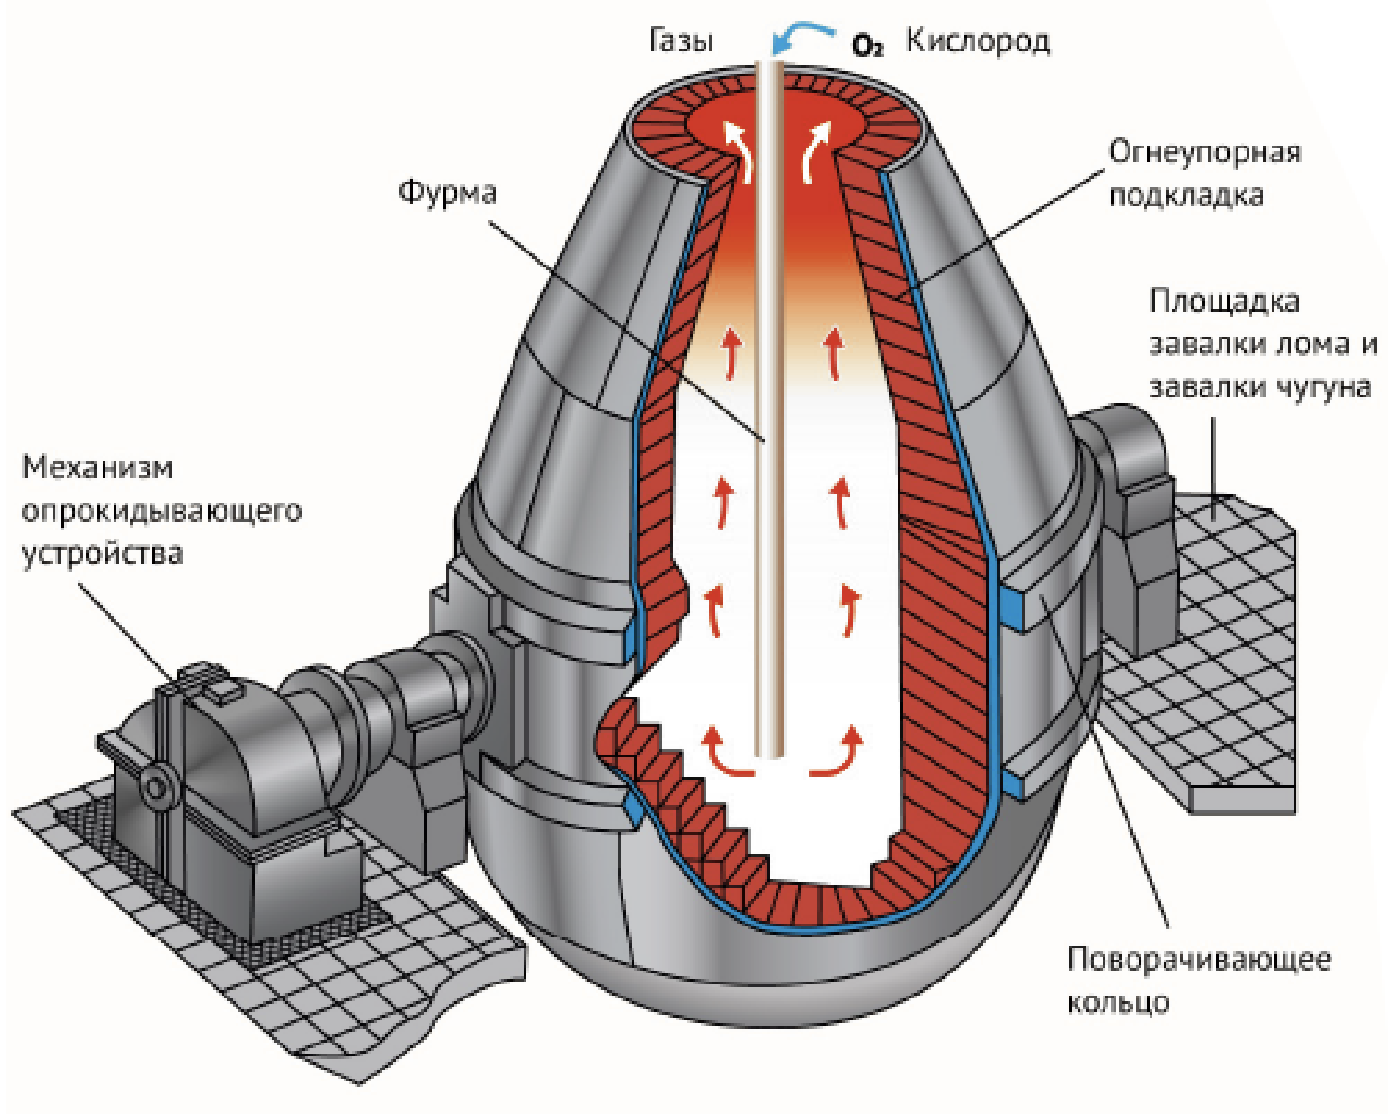 Газы
O₂ Кислород
Огнеупорная
подкладка
Фурма
Площадка
завалки лома и
завалки чугуна
Механизм
опрокидывающего
устройства
Поворачивающее
кольцо